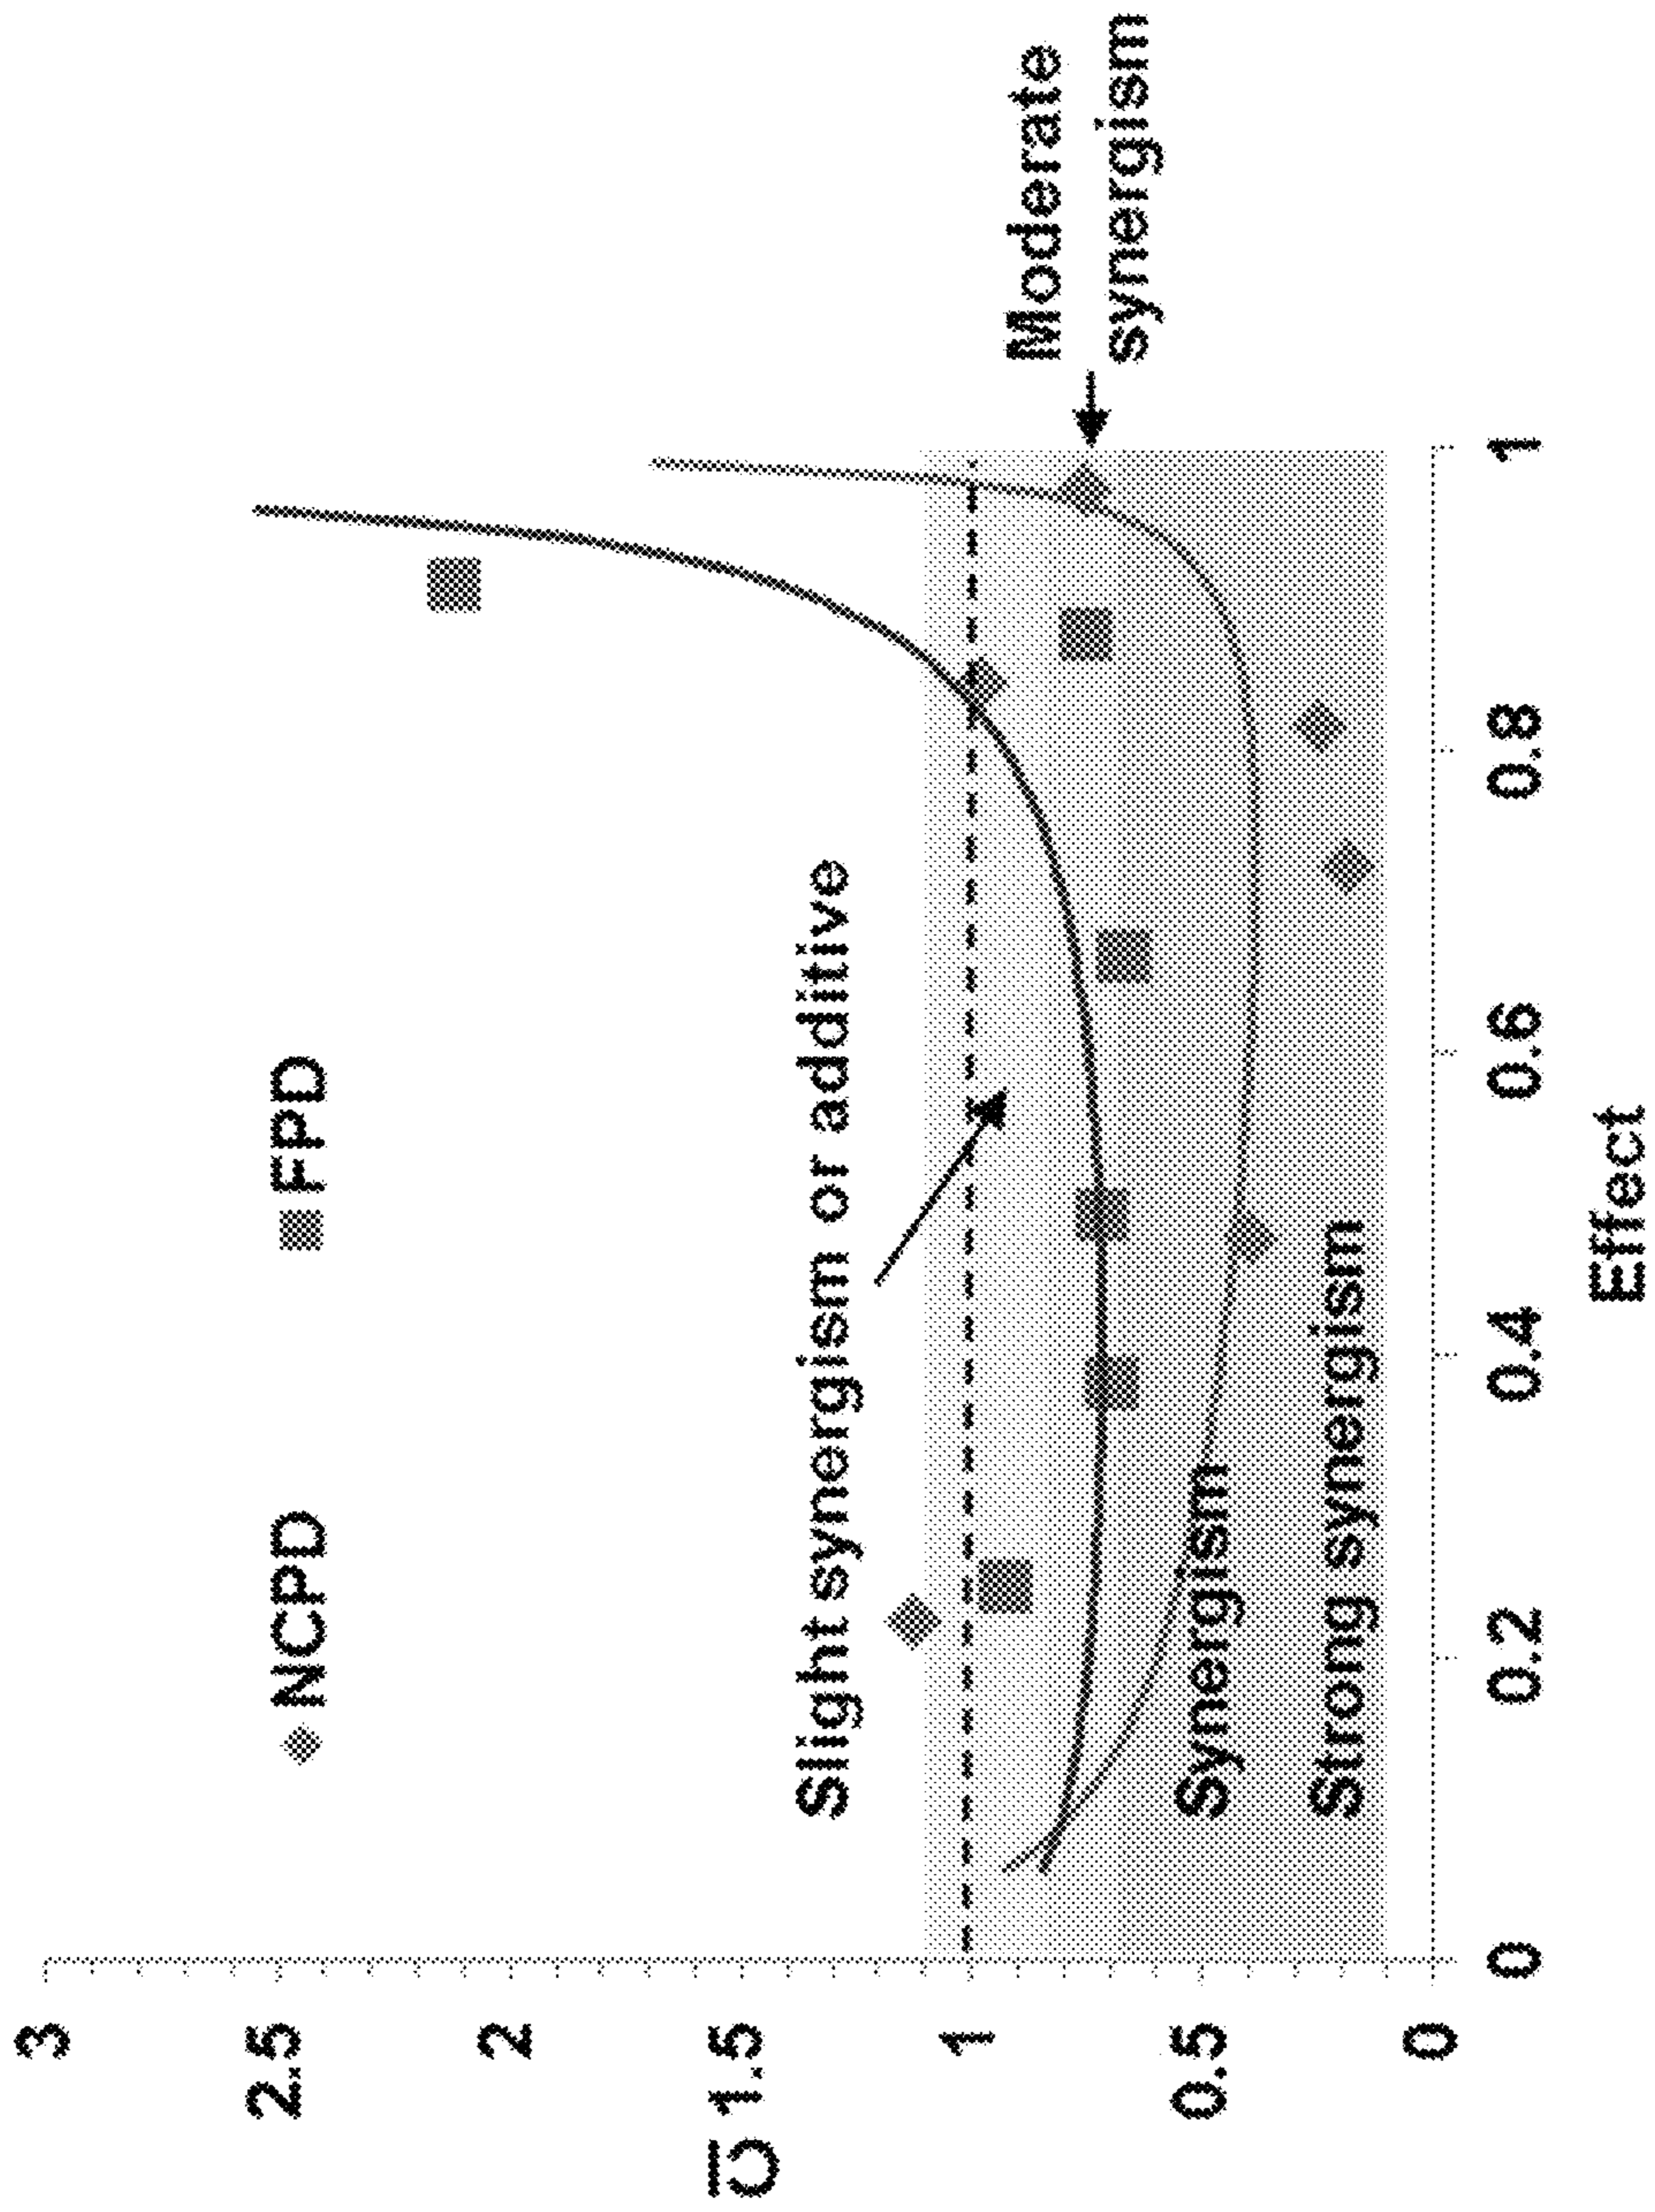 3
2.5
2
CI 1.5
1
0.5
0
NCPD
FPD
Slight synergism or additive
Moderate
synergism
Synergism
Strong synergism
0
0.2
0.4
0.6
0.8
1
Effect